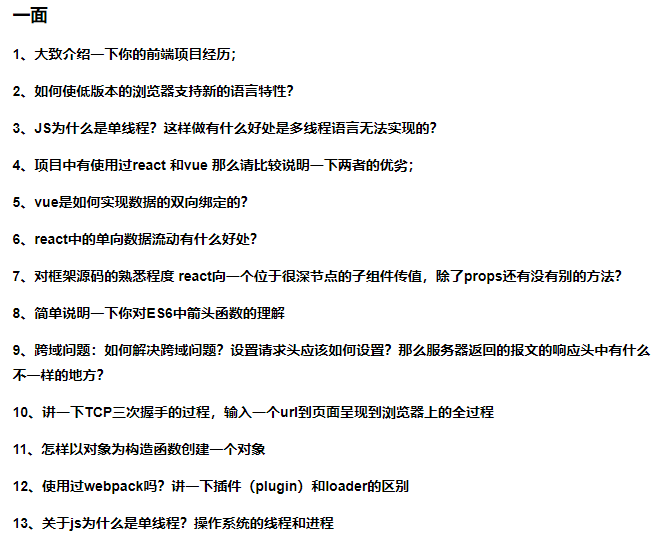 一面
1、大致介绍一下你的前端项目经历；
2、如何使低版本的浏览器支持新的语言特性？
3、JS为什么是单线程？这样做有什么好处是多线程语言无法实现的？
4、项目中有使用过react 和vue 那么请比较说明一下两者的优劣；
5、vue是如何实现数据的双向绑定的？
6、react中的单向数据流动有什么好处？
7、对框架源码的熟悉程度 react向一个位于很深节点的子组件传值，除了props还有没有别的方法？
8、简单说明一下你对ES6中箭头函数的理解
9、跨域问题：如何解决跨域问题？设置请求头应该如何设置？那么服务器返回的报文的响应头中有什么
不一样的地方？
10、讲一下TCP三次握手的过程，输入一个url到页面呈现到浏览器上的全过程
11、怎样以对象为构造函数创建一个对象
12、使用过webpack吗？讲一下插件（plugin）和loader的区别
13、关于js为什么是单线程？操作系统的线程和进程